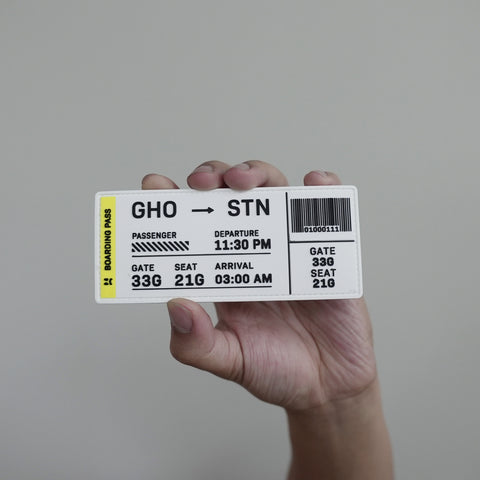 BOARDING PASS
GHO → STN
PASSENGER
DEPARTURE
11:30 PM
GATE SEAT ARRIVAL
33G 21G 03:00 AM
01000111
GATE
33G
SEAT
21G